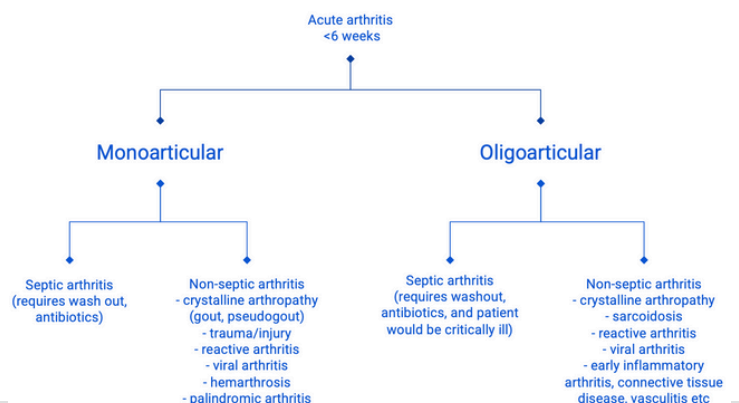 Acute arthritis
<6 weeks
Monoarticular
Oligoarticular
Septic arthritis
(requires wash out,
antibiotics)
Non-septic arthritis
- crystalline arthropathy
(gout, pseudogout)
- trauma/injury
- reactive arthritis
- viral arthritis
- hemarthrosis
- palindromic arthritis
Septic arthritis
(requires washout,
antibiotics, and patient
would be critically ill)
Non-septic arthritis
- crystalline arthropathy
- sarcoidosis
- reactive arthritis
- viral arthritis
- early inflammatory
arthritis, connective tissue
disease, vasculitis etc